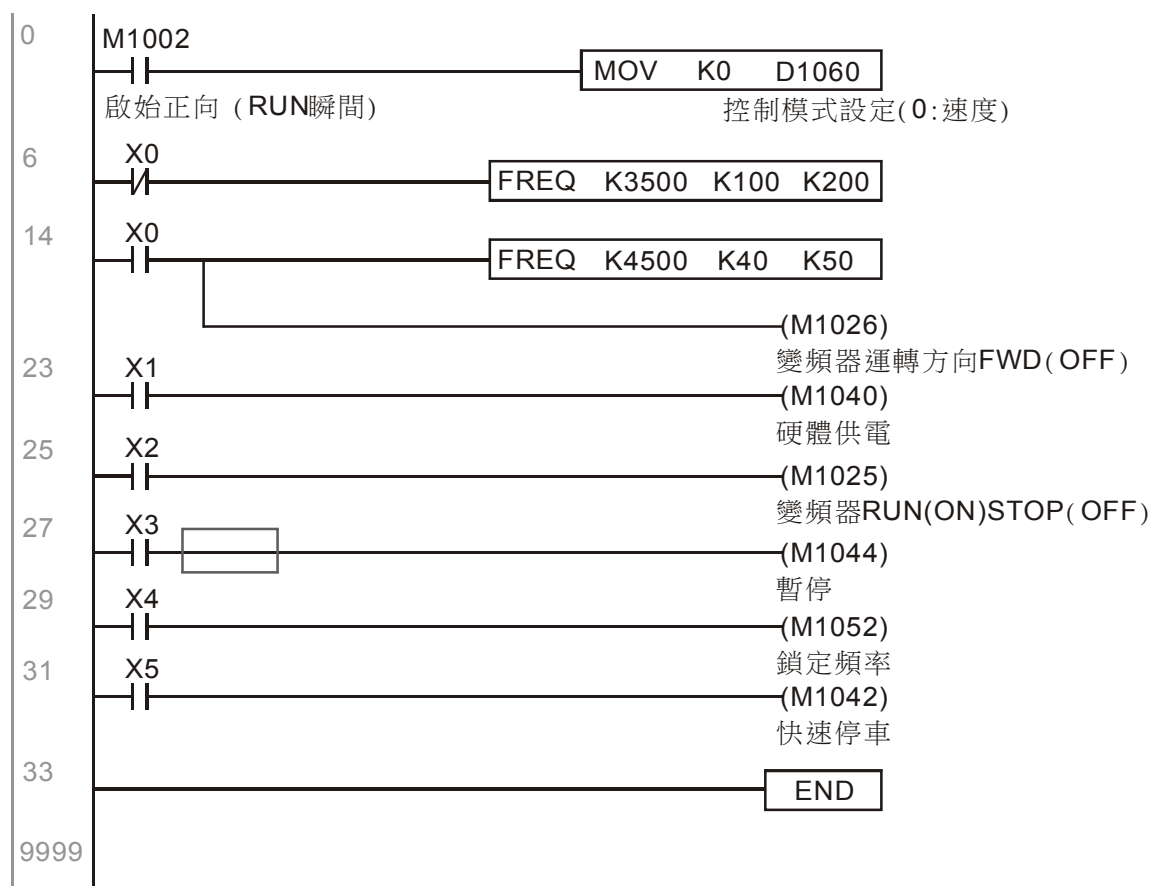 0
M1002
MOV K0 D1060
啟始正向 (RUN瞬間)
控制模式設定(0:速度)
6
X0
FREQ K3500 K100 K200
14
X0
FREQ K4500 K40 K50
(M1026)
變頻器運轉方向FWD(OFF)
23
X1
(M1040)
硬體供電
25
X2
(M1025)
變頻器RUN(ON)STOP(OFF)
27
X3
(M1044)
暫停
29
X4
(M1052)
鎖定頻率
31
X5
(M1042)
快速停車
33
END
9999